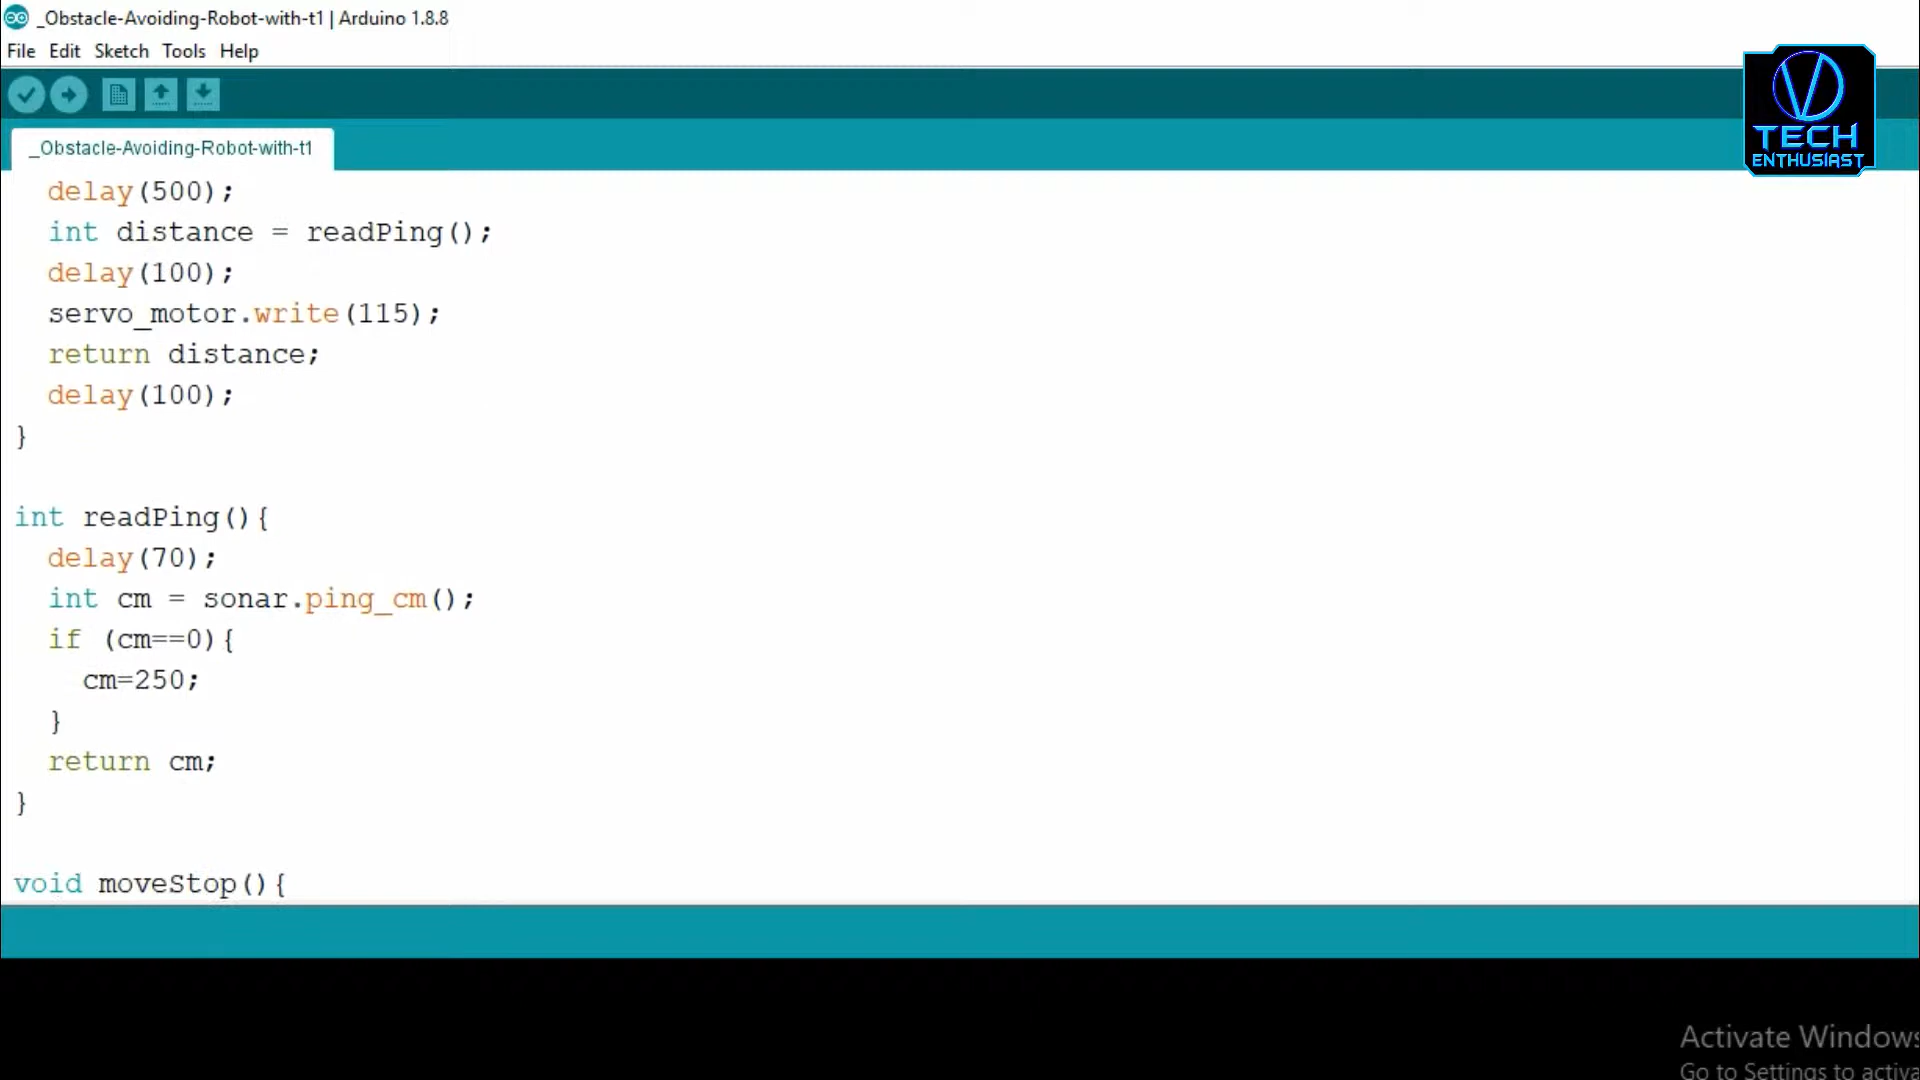 _Obstacle-Avoiding-Robot-with-t1 | Arduino 1.8.8
File Edit Sketch Tools Help
_Obstacle-Avoiding-Robot-with-t1
VD
TECH
ENTHUSIAST
delay(500);
int distance = readPing();
delay(100);
servo_motor.write(115);
return distance;
delay(100);
}
int readPing(){
delay(70);
int cm = sonar.ping_cm();
if (cm==0){
cm=250;
}
return cm;
}
void moveStop(){
Activate Windows
Go to Settings to activa